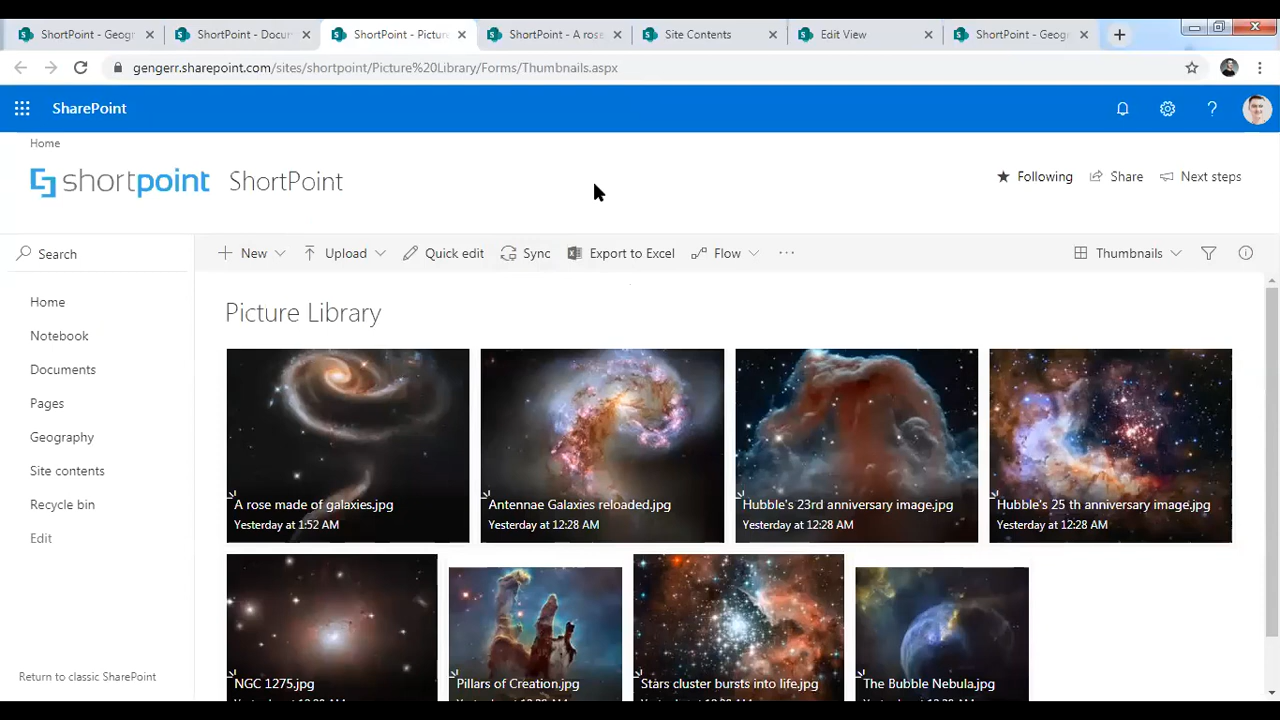 ShortPoint - Geogr
ShortPoint - Docum
ShortPoint - Pictur
ShortPoint - A rose
Site Contents
Edit View
ShortPoint - Geog
gengerr.sharepoint.com/sites/shortpoint/Picture%20Library/Forms/Thumbnails.aspx
SharePoint
Home
shortpoint ShortPoint
Following Share Next steps
Search
New Upload Quick edit Sync Export to Excel Flow ... Thumbnails
Home
Notebook
Documents
Pages
Geography
Site contents
Recycle bin
Edit
Return to classic SharePoint
Picture Library
A rose made of galaxies.jpg
Yesterday at 1:52 AM
Antennae Galaxies reloaded.jpg
Yesterday at 12:28 AM
Hubble's 23rd anniversary image.jpg
Yesterday at 12:28 AM
Hubble's 25 th anniversary image.jpg
Yesterday at 12:28 AM
NGC 1275.jpg
Pillars of Creation.jpg
Stars cluster bursts into life.jpg
The Bubble Nebula.jpg